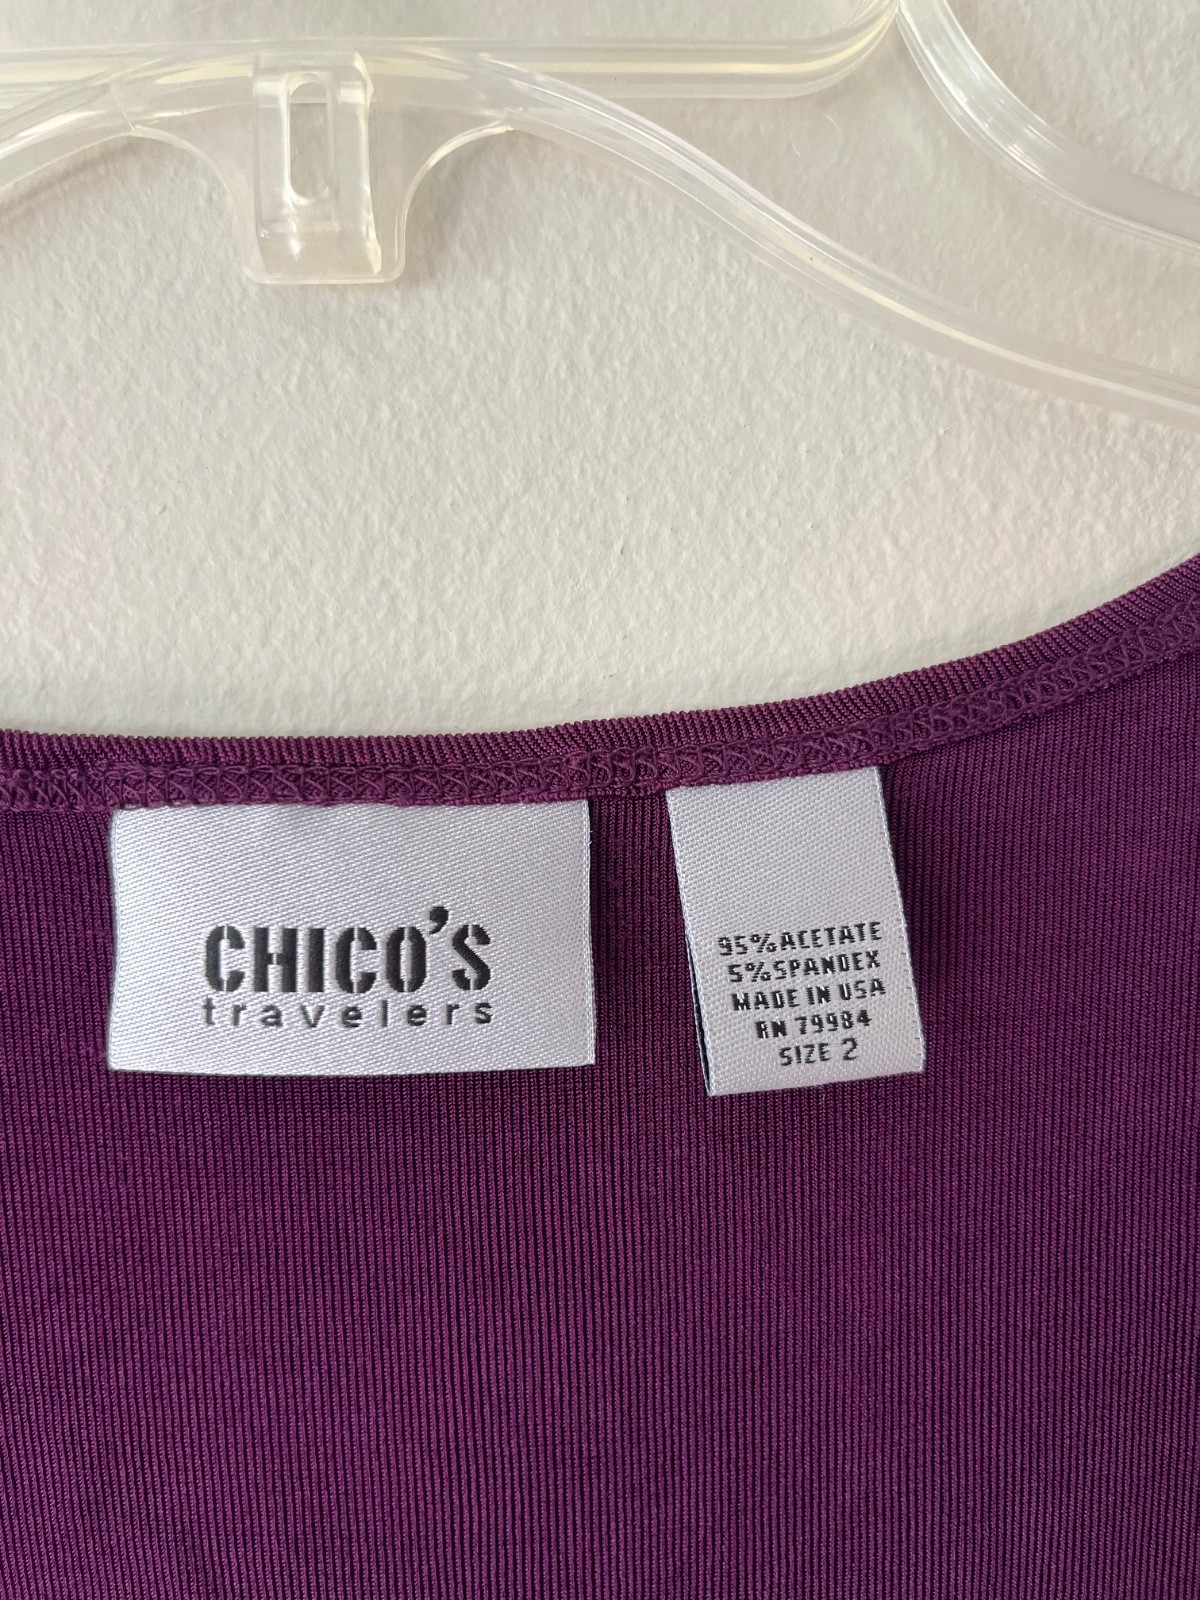 CHICO'S
travelers
95% ACETATE
5% SPANDEX
MADE IN USA
RN 79984
SIZE 2